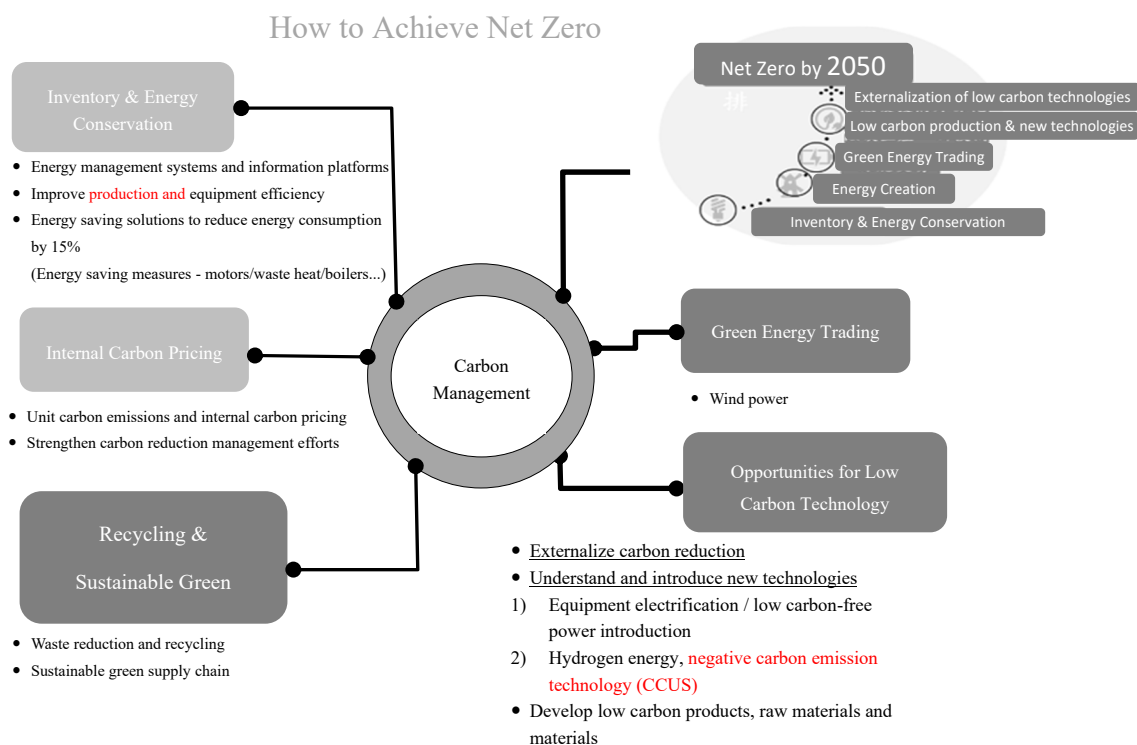 How to Achieve Net Zero
Inventory & Energy
Conservation
• Energy management systems and information platforms
• Improve production and equipment efficiency
• Energy saving solutions to reduce energy consumption
by 15%
(Energy saving measures - motors/waste heat/boilers...)
Internal Carbon Pricing
• Unit carbon emissions and internal carbon pricing
• Strengthen carbon reduction management efforts
Recycling &
Sustainable Green
• Waste reduction and recycling
• Sustainable green supply chain
Carbon
Management
Net Zero by 2050
排
Externalization of low carbon technologies
Low carbon production & new technologies
Green Energy Trading
Energy Creation
Inventory & Energy Conservation
Green Energy Trading
• Wind power
Opportunities for Low
Carbon Technology
• Externalize carbon reduction
• Understand and introduce new technologies
1) Equipment electrification / low carbon-free
power introduction
2) Hydrogen energy, negative carbon emission
technology (CCUS)
• Develop low carbon products, raw materials and
materials